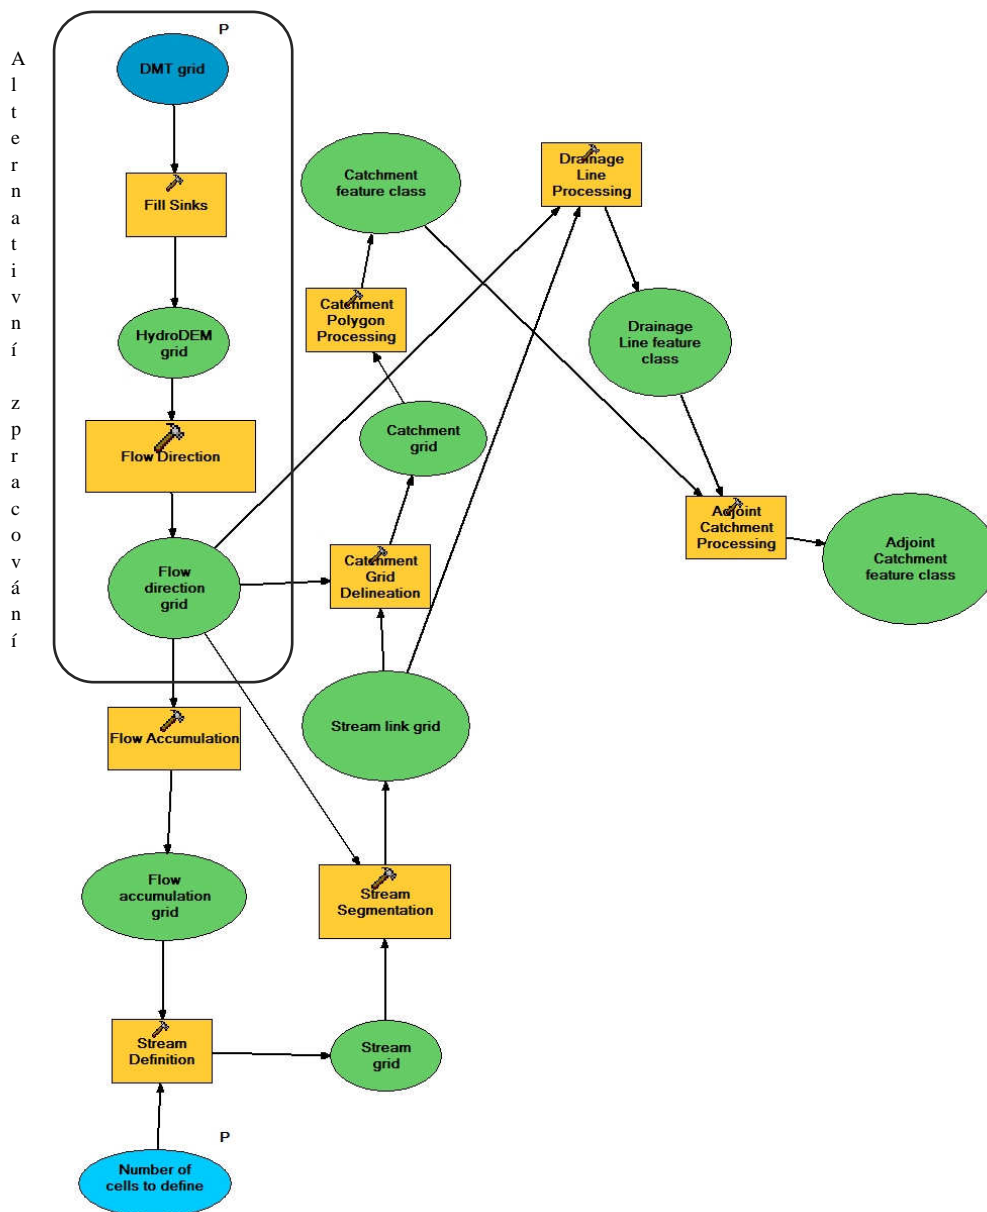 P
DMT grid
Alternativní zpracování
Fill Sinks
HydroDEM
grid
Flow Direction
Flow
direction
grid
Flow Accumulation
Flow
accumulation
grid
Stream
Definition
P
Number of
cells to define
Stream
grid
Stream
Segmentation
Stream link grid
Catchment
Grid
Delineation
Catchment
grid
Catchment
Polygon
Processing
Catchment
feature class
Drainage
Line
Processing
Drainage
Line feature
class
Adjoint
Catchment
Processing
Adjoint
Catchment
feature class